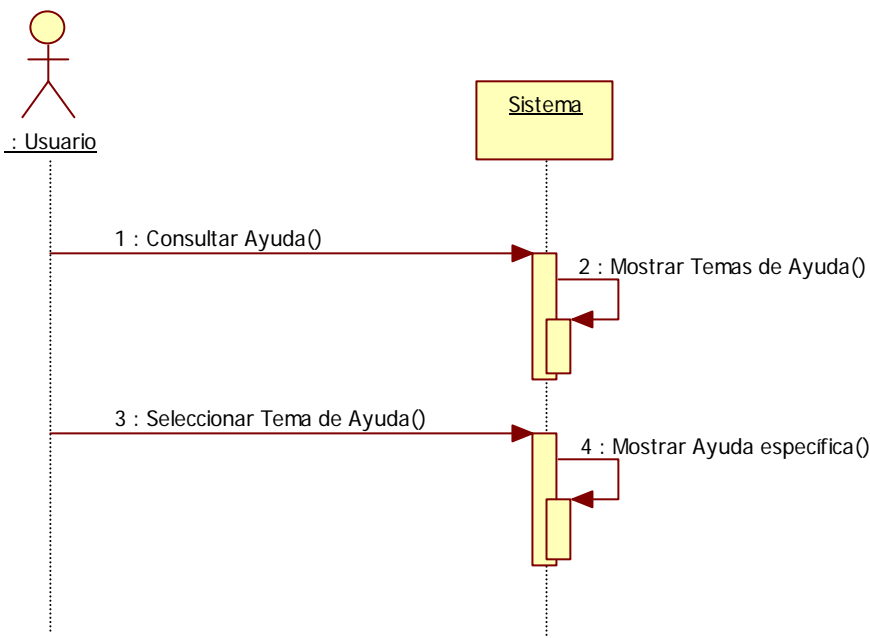 Sistema
: Usuario
1 : Consultar Ayuda()
2 : Mostrar Temas de Ayuda()
3 : Seleccionar Tema de Ayuda()
4 : Mostrar Ayuda específica()